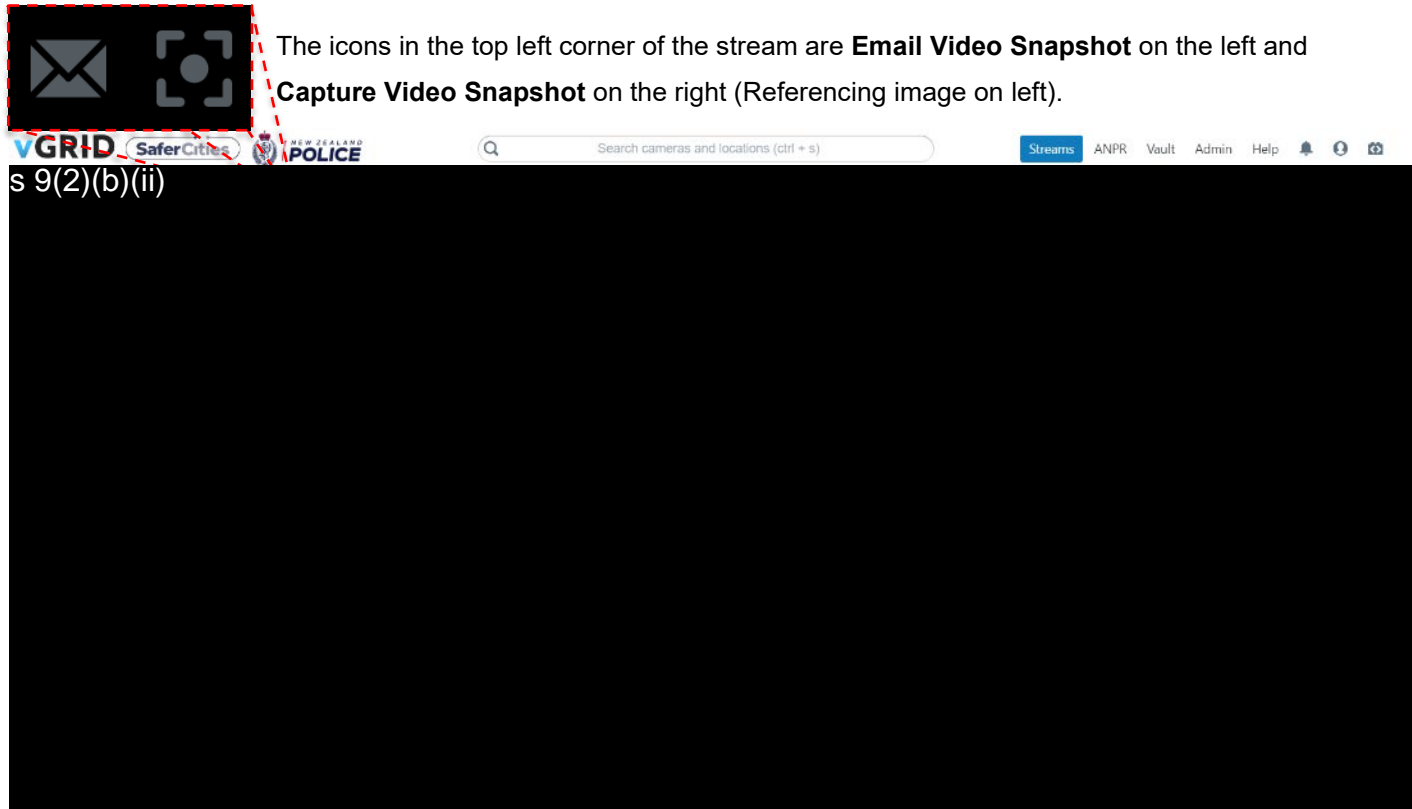 The icons in the top left corner of the stream are Email Video Snapshot on the left and
Capture Video Snapshot on the right (Referencing image on left).
vGRID SaferCities NEW ZEALAND POLICE Search cameras and locations (ctrl + s) Streams ANPR Vault Admin Help
s 9(2)(b)(ii)